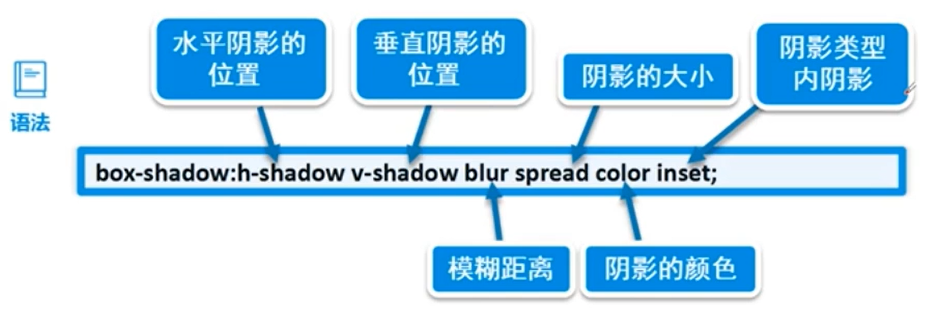 水平阴影的
位置
垂直阴影的
位置
阴影的大小
阴影类型
内阴影
语法
box-shadow:h-shadow v-shadow blur spread color inset;
模糊距离
阴影的颜色